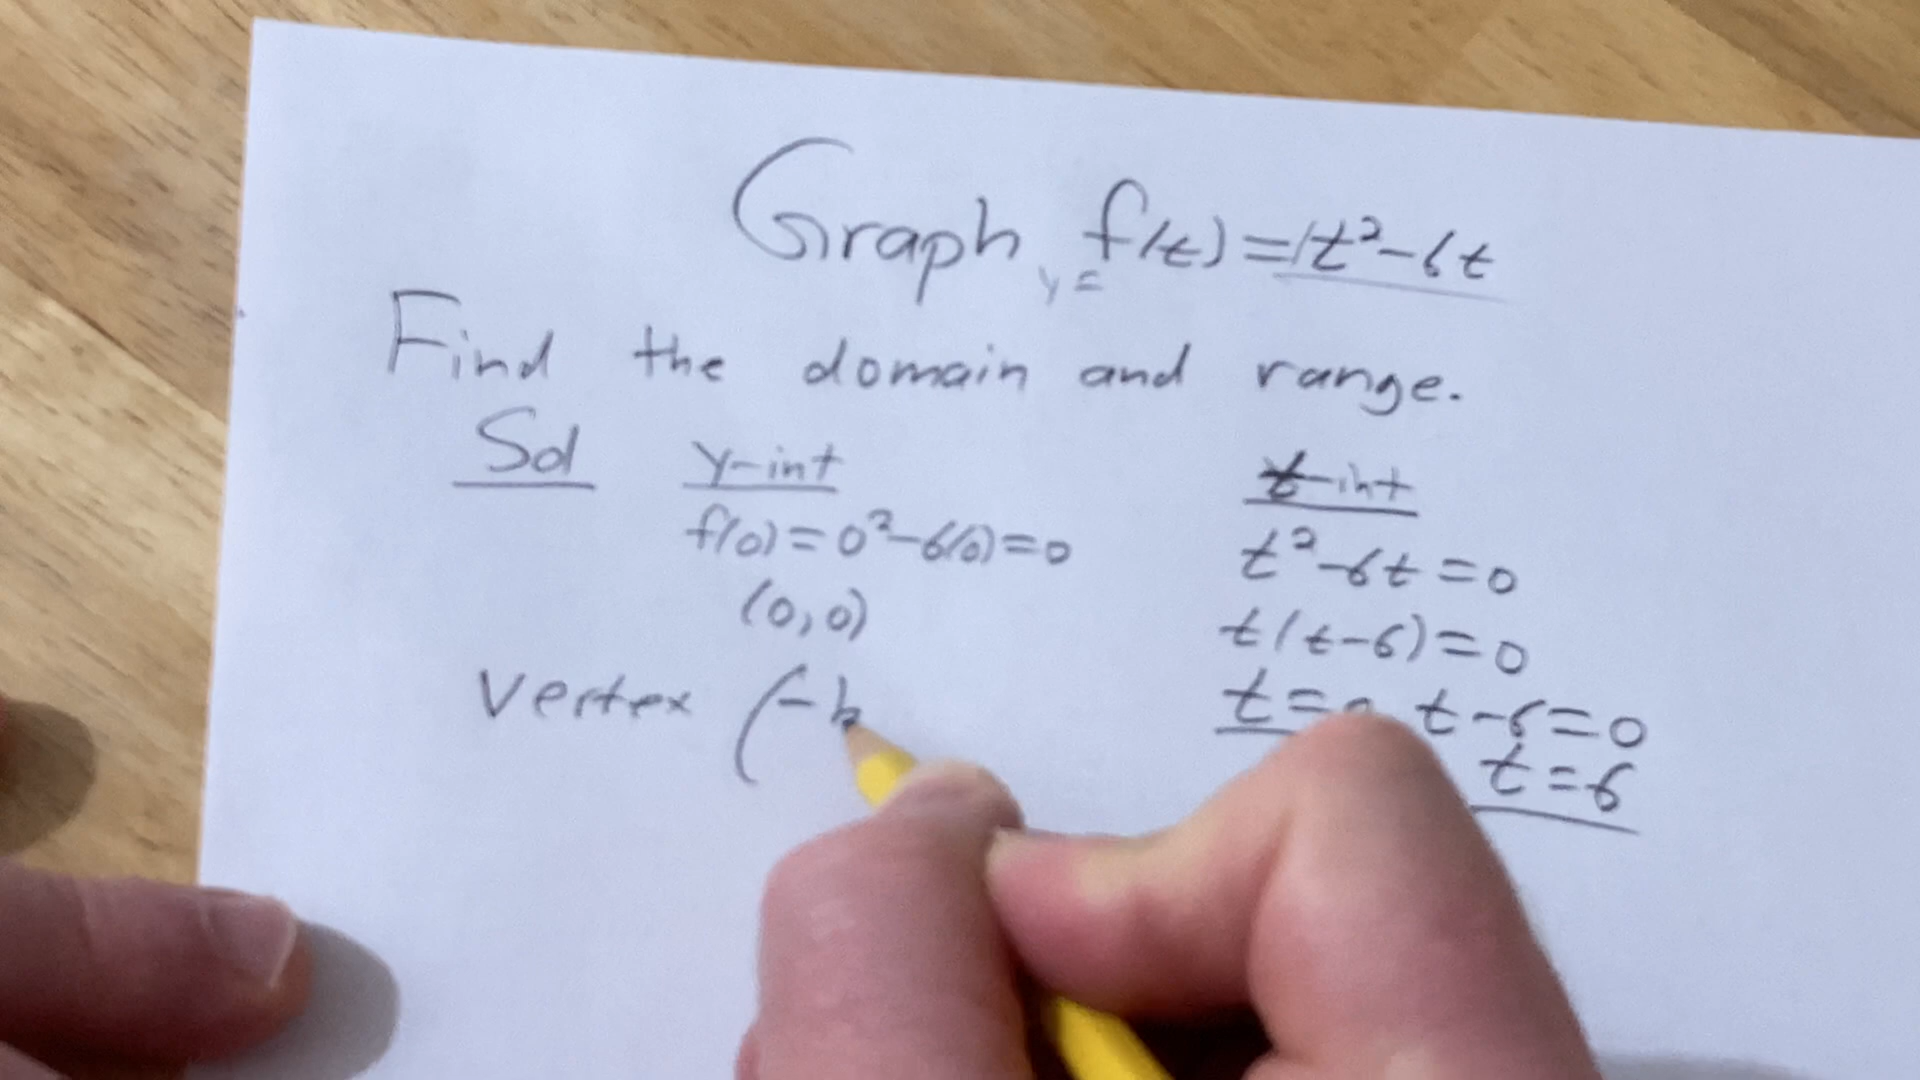 Graph f(t) = 1t² - 6t
y =
Find the domain and range.
Sol
y-int
f(0) = 0² - 6(0) = 0
(0, 0)
t-int
t² - 6t = 0
t(t - 6) = 0
t = 0 t - 6 = 0
t = 6
Vertex (-b